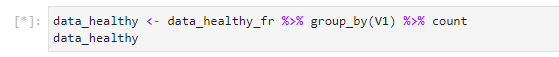 [*]: data_healthy <- data_healthy_fr %>% group_by(V1) %>% count
data_healthy